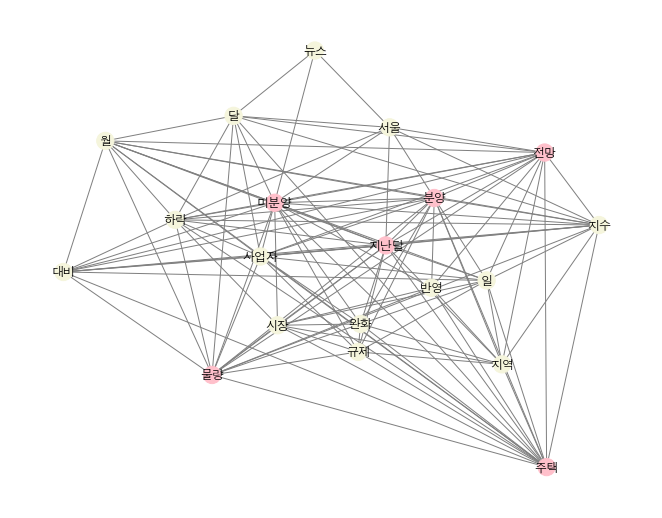 뉴스
달
서울
월
전망
분양
미분양
하락
지수
지난달
사업자
대비
일
반영
완화
시장
규제
지역
물량
주택